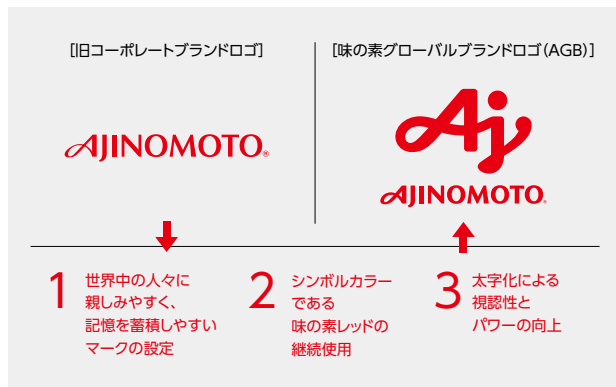 [旧コーポレートブランドロゴ]
[味の素グローバルブランドロゴ(AGB)]
AJINOMOTO®
Aj
AJINOMOTO®
1 世界中の人々に
親しみやすく、
記憶を蓄積しやすい
マークの設定
2 シンボルカラー
である
味の素レッドの
継続使用
3 太字化による
視認性と
パワーの向上